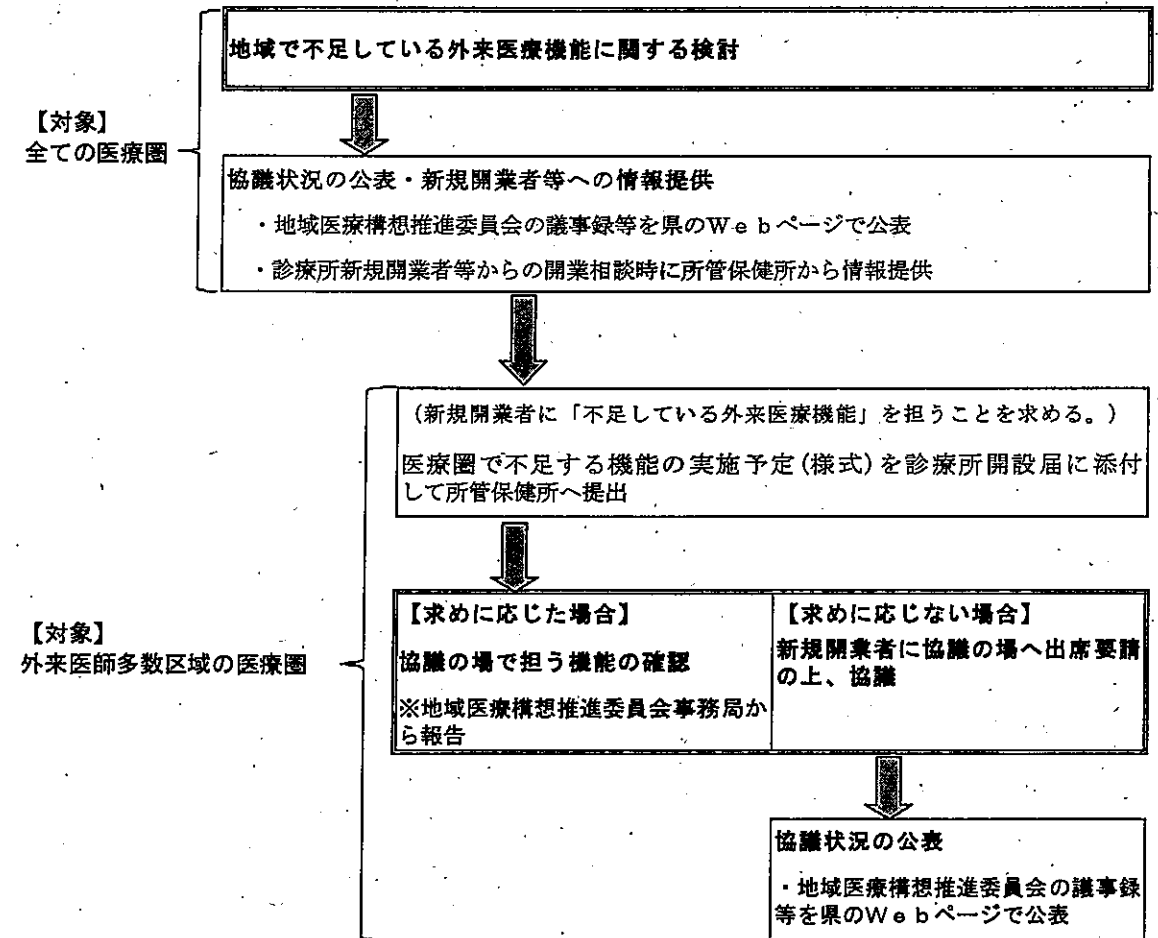 地域で不足している外来医療機能に関する検討
【対象】
全ての医療圏
協議状況の公表・新規開業者等への情報提供
・地域医療構想推進委員会の議事録等を県のWebページで公表
・診療所新規開業者等からの開業相談時に所管保健所から情報提供
(新規開業者に「不足している外来医療機能」を担うことを求める。)
医療圏で不足する機能の実施予定(様式)を診療所開設届に添付
して所管保健所へ提出
【対象】
外来医師多数区域の医療圏
【求めに応じた場合】
協議の場で担う機能の確認
※地域医療構想推進委員会事務局か
ら報告
【求めに応じない場合】
新規開業者に協議の場へ出席要請
の上、協議
協議状況の公表
・地域医療構想推進委員会の議事録
等を県のWebページで公表